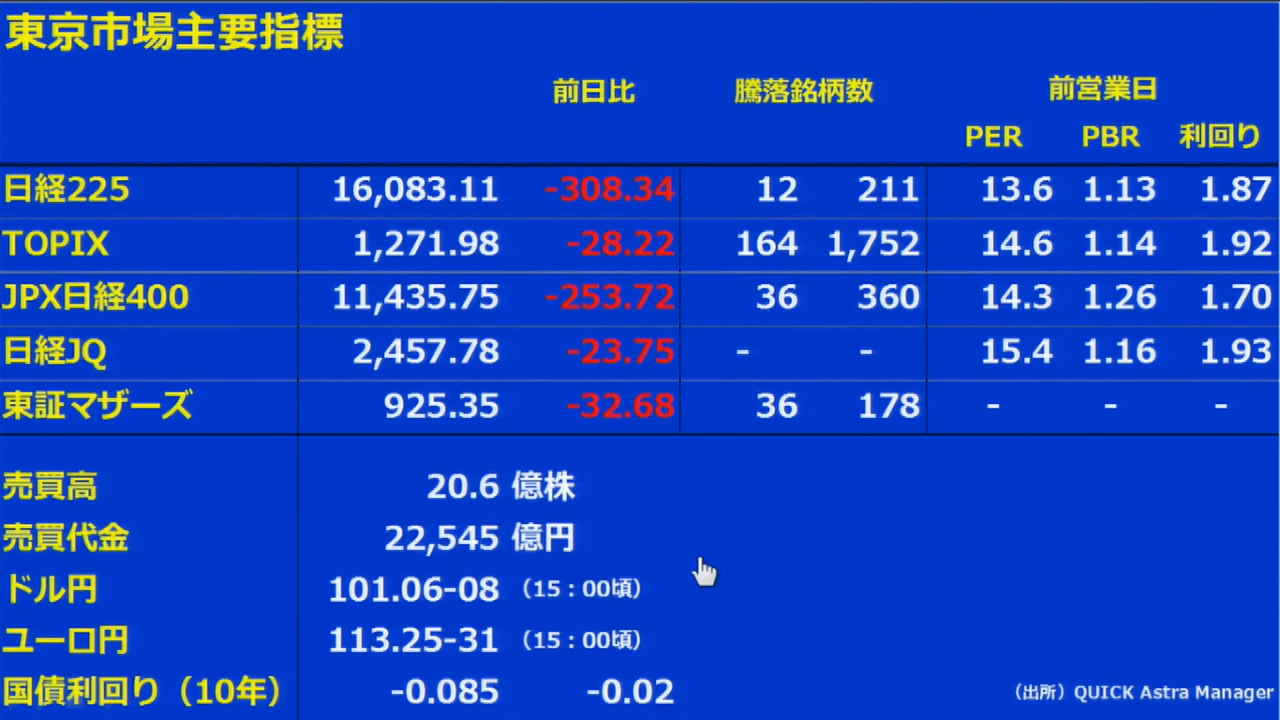 東京市場主要指標
前日比 騰落銘柄数 前営業日
PER PBR 利回り
日経225 16,083.11 -308.34 12 211 13.6 1.13 1.87
TOPIX 1,271.98 -28.22 164 1,752 14.6 1.14 1.92
JPX日経400 11,435.75 -253.72 36 360 14.3 1.26 1.70
日経JQ 2,457.78 -23.75 - - 15.4 1.16 1.93
東証マザーズ 925.35 -32.68 36 178 - - -
売買高 20.6 億株
売買代金 22,545 億円
ドル円 101.06-08 (15:00頃)
ユーロ円 113.25-31 (15:00頃)
国債利回り(10年) -0.085 -0.02
(出所)QUICK Astra Manager